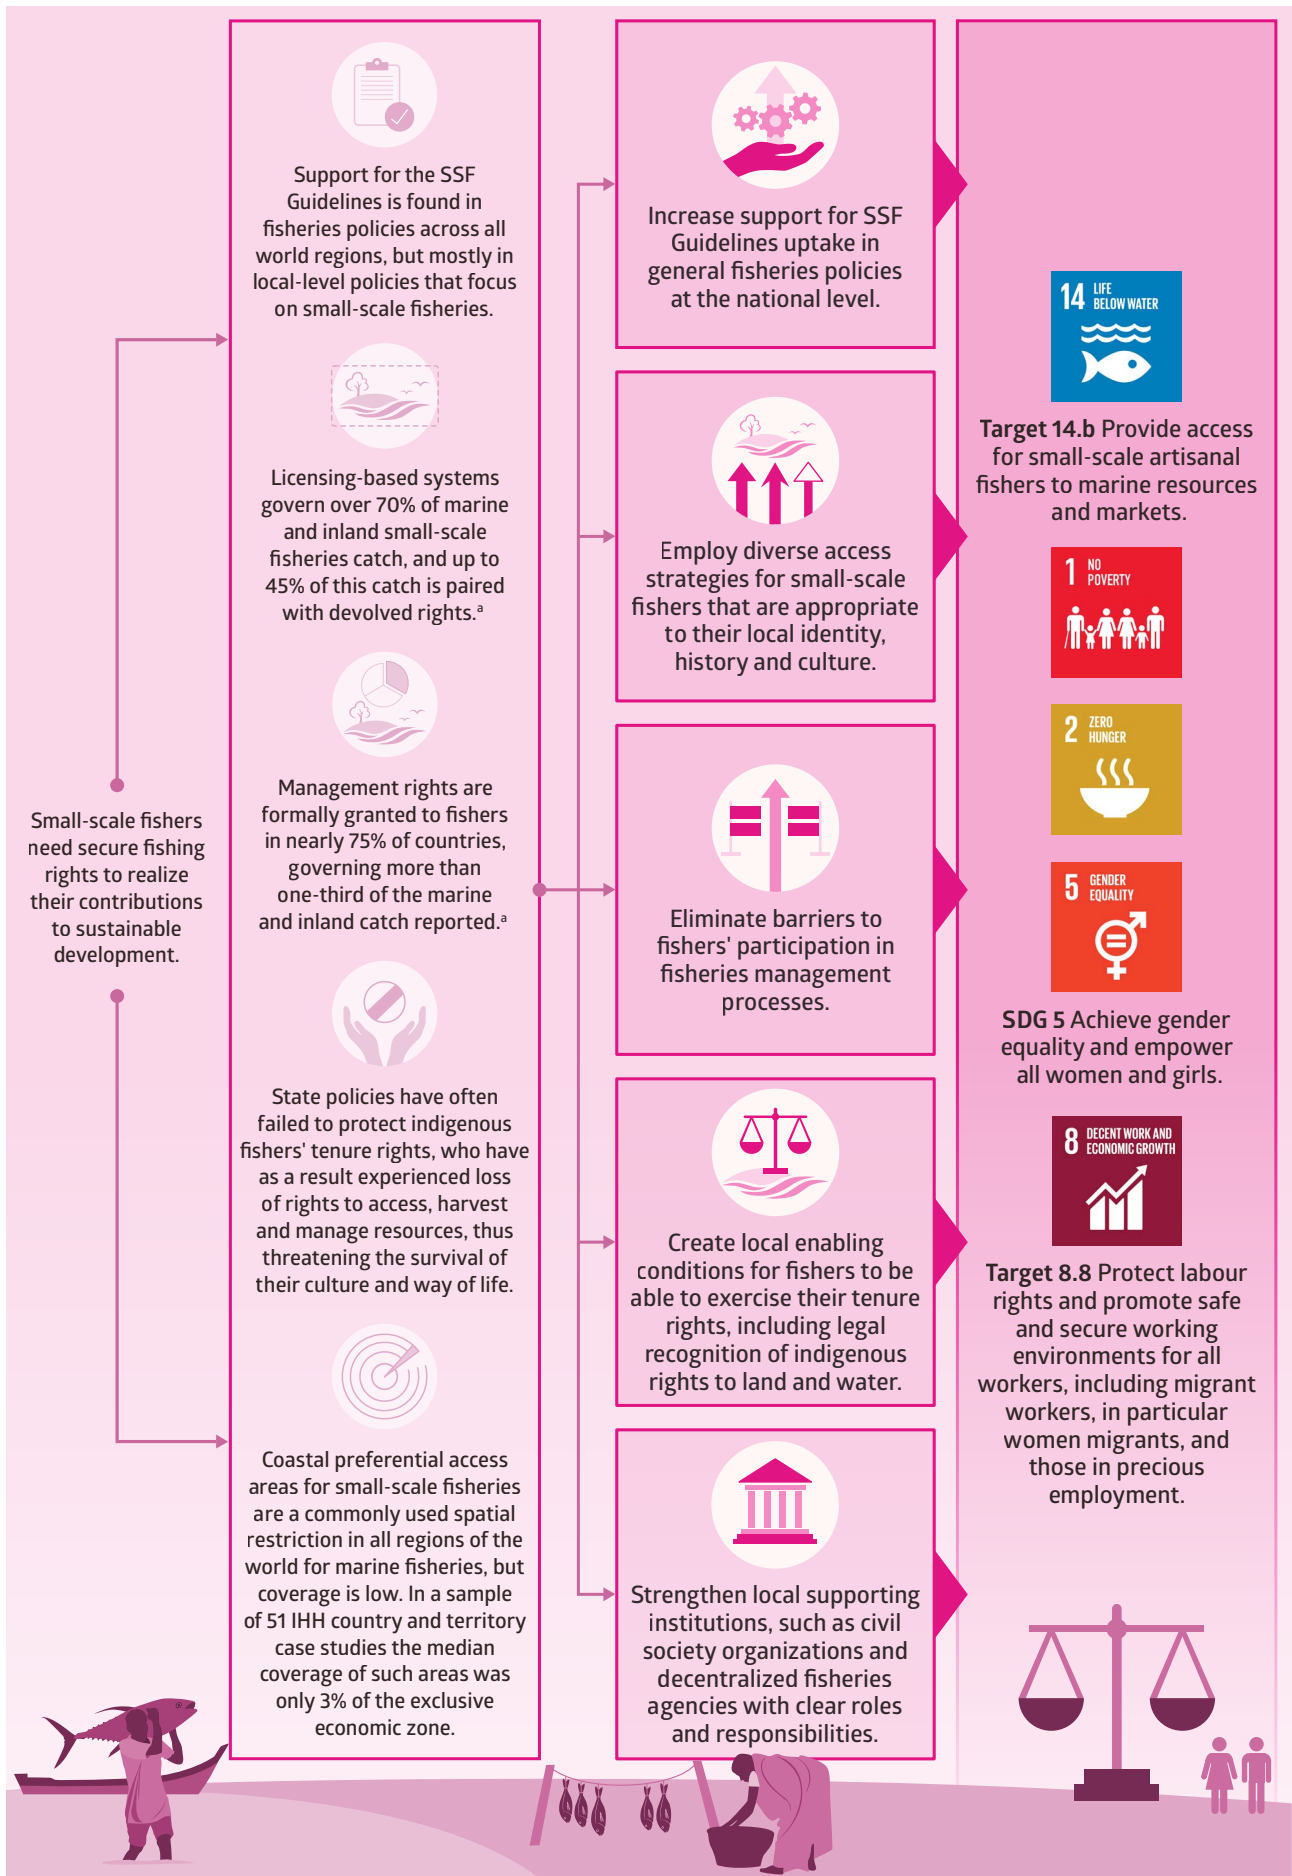 Small-scale fishers
need secure fishing
rights to realize
their contributions
to sustainable
development.
Support for the SSF
Guidelines is found in
fisheries policies across all
world regions, but mostly in
local-level policies that focus
on small-scale fisheries.
Licensing-based systems
govern over 70% of marine
and inland small-scale
fisheries catch, and up to
45% of this catch is paired
with devolved rights.ª
Management rights are
formally granted to fishers
in nearly 75% of countries,
governing more than
one-third of the marine
and inland catch reported.ª
State policies have often
failed to protect indigenous
fishers' tenure rights, who have
as a result experienced loss
of rights to access, harvest
and manage resources, thus
threatening the survival of
their culture and way of life.
Coastal preferential access
areas for small-scale fisheries
are a commonly used spatial
restriction in all regions of the
world for marine fisheries, but
coverage is low. In a sample
of 51 IHH country and territory
case studies the median
coverage of such areas was
only 3% of the exclusive
economic zone.
Increase support for SSF
Guidelines uptake in
general fisheries policies
at the national level.
Employ diverse access
strategies for small-scale
fishers that are appropriate
to their local identity,
history and culture.
Eliminate barriers to
fishers' participation in
fisheries management
processes.
Create local enabling
conditions for fishers to be
able to exercise their tenure
rights, including legal
recognition of indigenous
rights to land and water.
Strengthen local supporting
institutions, such as civil
society organizations and
decentralized fisheries
agencies with clear roles
and responsibilities.
14 LIFE
BELOW WATER
Target 14.b Provide access
for small-scale artisanal
fishers to marine resources
and markets.
1 NO
POVERTY
2 ZERO
HUNGER
5 GENDER
EQUALITY
SDG 5 Achieve gender
equality and empower
all women and girls.
8 DECENT WORK AND
ECONOMIC GROWTH
Target 8.8 Protect labour
rights and promote safe
and secure working
environments for all
workers, including migrant
workers, in particular
women migrants, and
those in precious
employment.